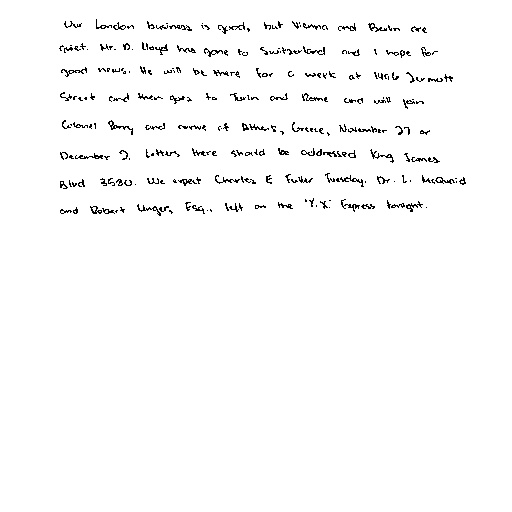 Our London business is good, but Vienna and Berlin are
quiet. Mr. D. Lloyd has gone to Switzerland and I hope for
good news. He will be there for a week at 1496 Zermott
Street and then goes to Turin and Rome and will join
Colonel Parry and arrive at Athens, Greece, November 27 or
December 2. Letters there should be addressed King James
Blvd 3580. We expect Charles E Fuller Tuesday. Dr. L. McQuaid
and Robert Unger, Esq., left on the 'Y.X.' Express tonight.